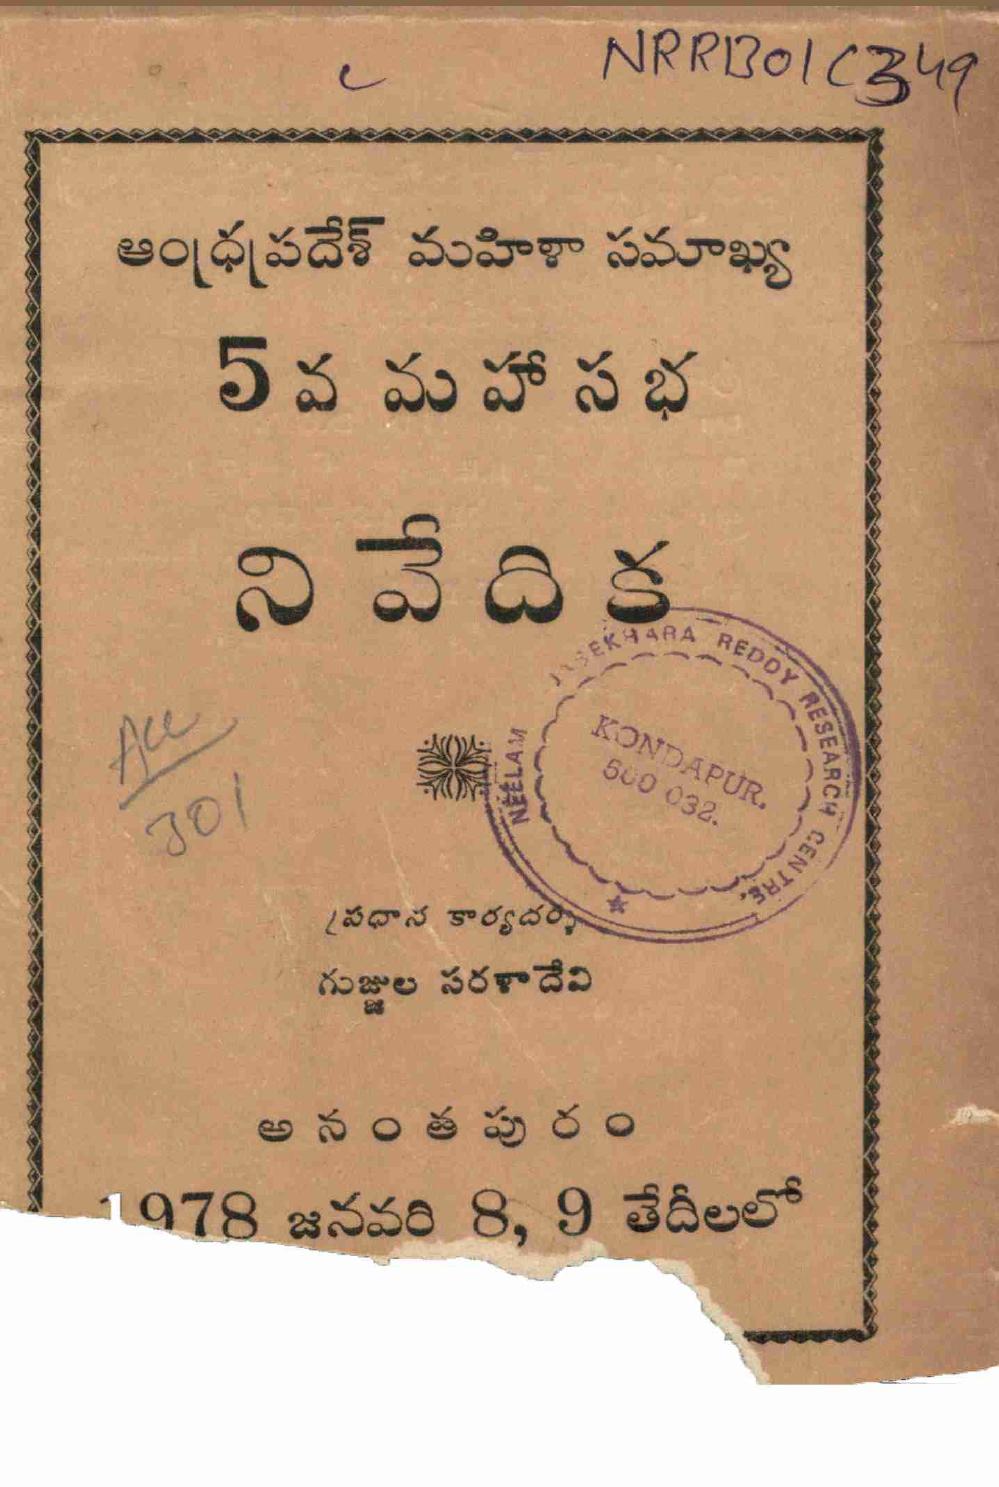 NRRB01C349
ఆంధ్రప్రదేశ్ మహిళా సమాఖ్య
5వ మహాసభ
నివేదిక
NEELAM REDDY RESEARCH CENTRE,
KONDAPUR.
500 032.
Acc
301
ప్రధాన కార్యదర్శి
గుజ్జుల సరళాదేవి
అనంతపురం
1978 జనవరి 8, 9 తేదీలలో